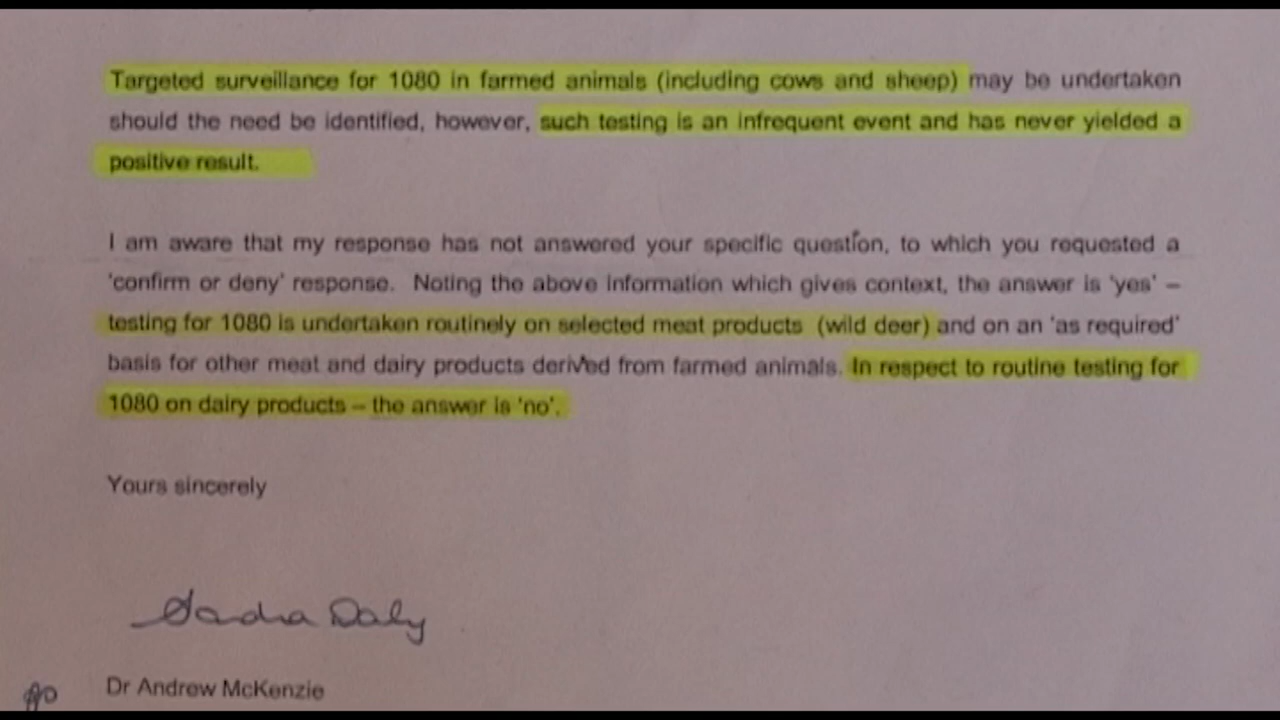 Targeted surveillance for 1080 in farmed animals (including cows and sheep) may be undertaken
should the need be identified, however, such testing is an infrequent event and has never yielded a
positive result.
I am aware that my response has not answered your specific question, to which you requested a
'confirm or deny' response. Noting the above information which gives context, the answer is 'yes' –
testing for 1080 is undertaken routinely on selected meat products (wild deer) and on an 'as required'
basis for other meat and dairy products derived from farmed animals. In respect to routine testing for
1080 on dairy products – the answer is 'no'.
Yours sincerely
Daly
Dr Andrew McKenzie